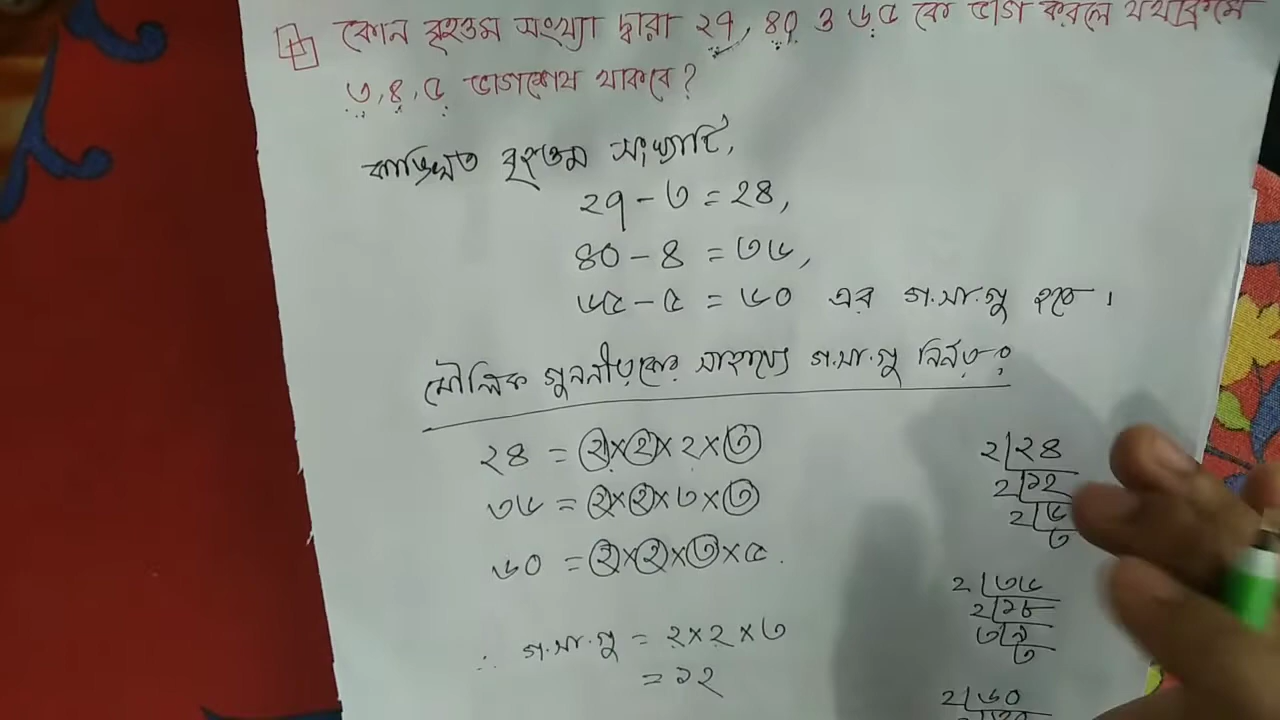 কোন বৃহত্তম সংখ্যা দ্বারা ২৭, ৪০ ও ৬৫ কে ভাগ করলে যথাক্রমে
৩, ৪, ৫ ভাগশেষ থাকবে?
কাঙ্ক্ষিত বৃহত্তম সংখ্যাটি,
২৭ - ৩ = ২৪,
৪০ - ৪ = ৩৬,
৬৫ - ৫ = ৬০ এর গ.সা.গু হবে।
মৌলিক গুননীয়কের সাহায্যে গ.সা.গু নির্নয়ঃ
২৪ = ২×২×২×৩
৩৬ = ২×২×৩×৩
৬০ = ২×২×৩×৫.
∴ গ.সা.গু = ২×২×৩
= ১২
২ | ২৪
২ | ১২
২ | ৬
৩
২ | ৩৬
২ | ১৮
৩ | ৯
৩
২ | ৬০